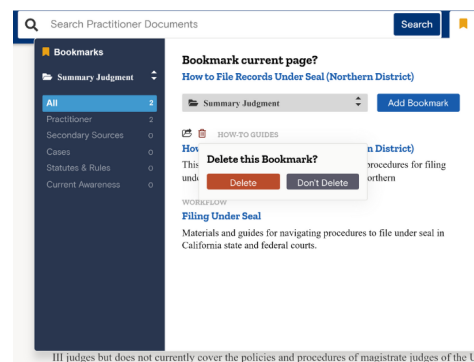 Search Practitioner Documents
Search
Bookmarks
Summary Judgment
All 2
Practitioner 2
Secondary Sources 0
Cases 0
Statutes & Rules 0
Current Awareness 0
Bookmark current page?
How to File Records Under Seal (Northern District)
Summary Judgment
Add Bookmark
HOW-TO GUIDES
n District)
This
procedures for filing
orthern
Delete this Bookmark?
Delete
Don't Delete
WORKFLOW
Filing Under Seal
Materials and guides for navigating procedures to file under seal in
California state and federal courts.
III judges but does not currently cover the policies and procedures of magistrate judges of the